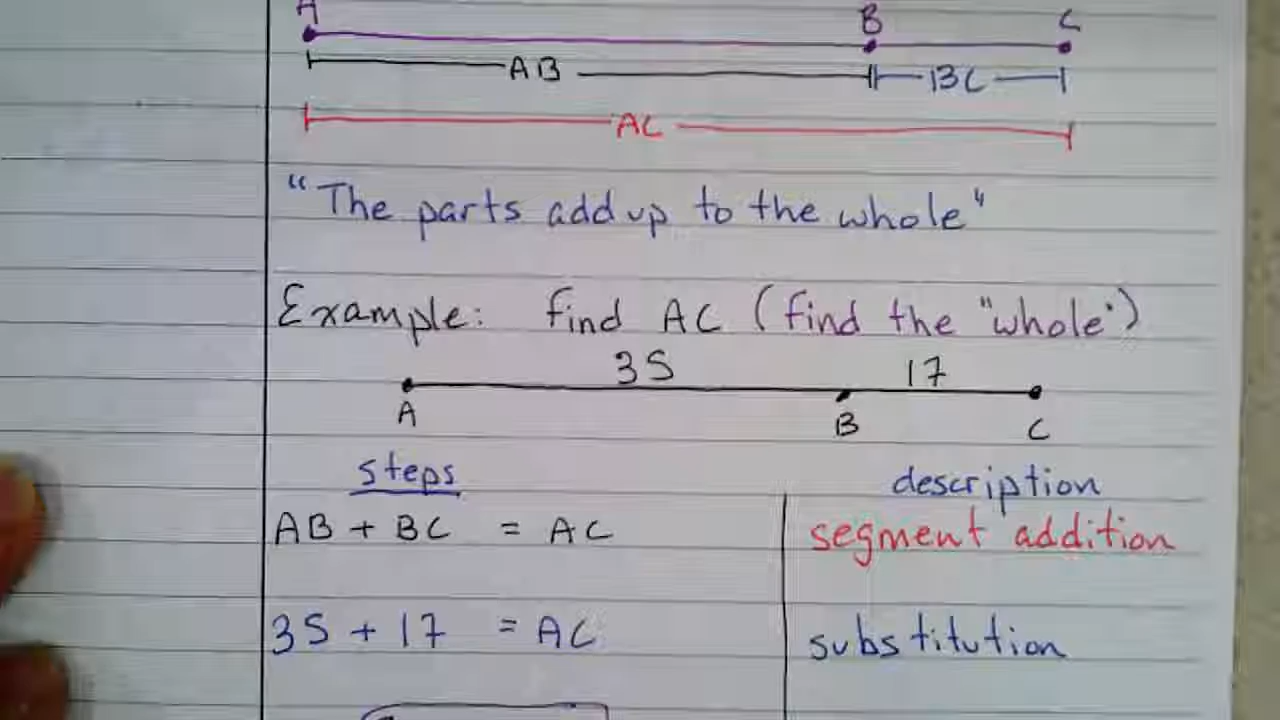 A B C
AB BC
AC
"The parts add up to the whole"
Example: find AC (find the "whole")
35 17
A B C
steps description
AB + BC = AC segment addition
35 + 17 = AC substitution